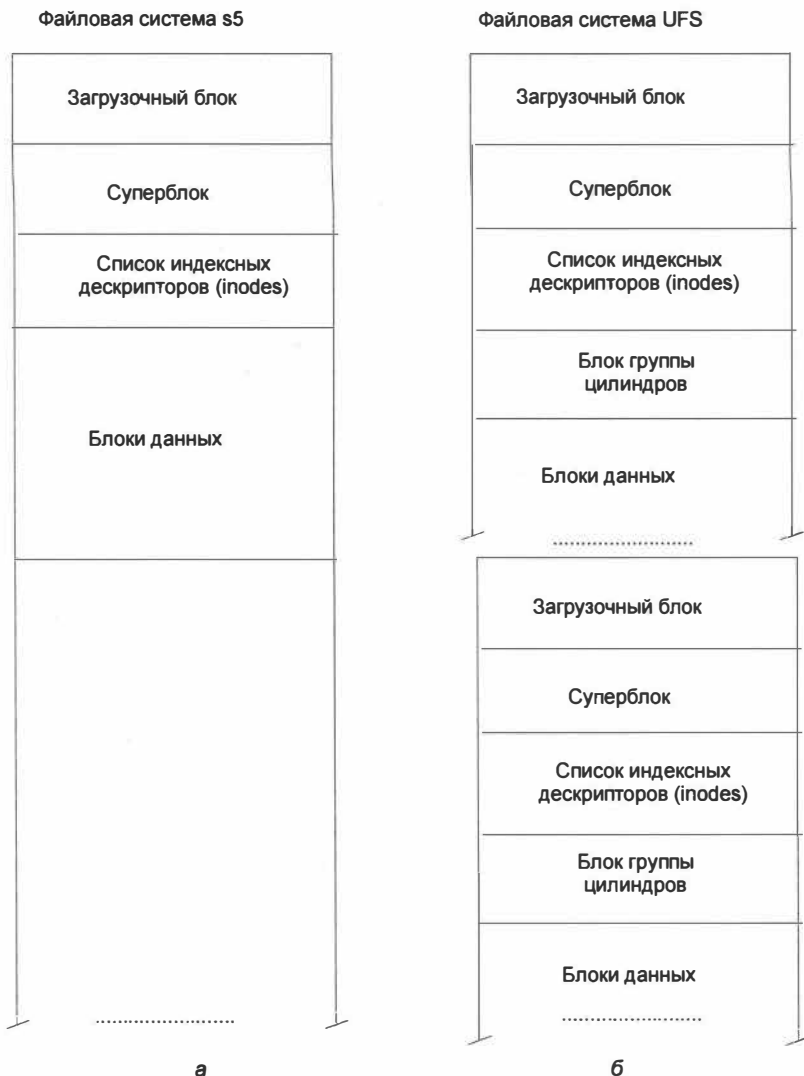 Файловая система s5
Загрузочный блок
Суперблок
Список индексных
дескрипторов (inodes)
Блоки данных
....................
а
Файловая система UFS
Загрузочный блок
Суперблок
Список индексных
дескрипторов (inodes)
Блок группы
цилиндров
Блоки данных
....................
Загрузочный блок
Суперблок
Список индексных
дескрипторов (inodes)
Блок группы
цилиндров
Блоки данных
....................
б